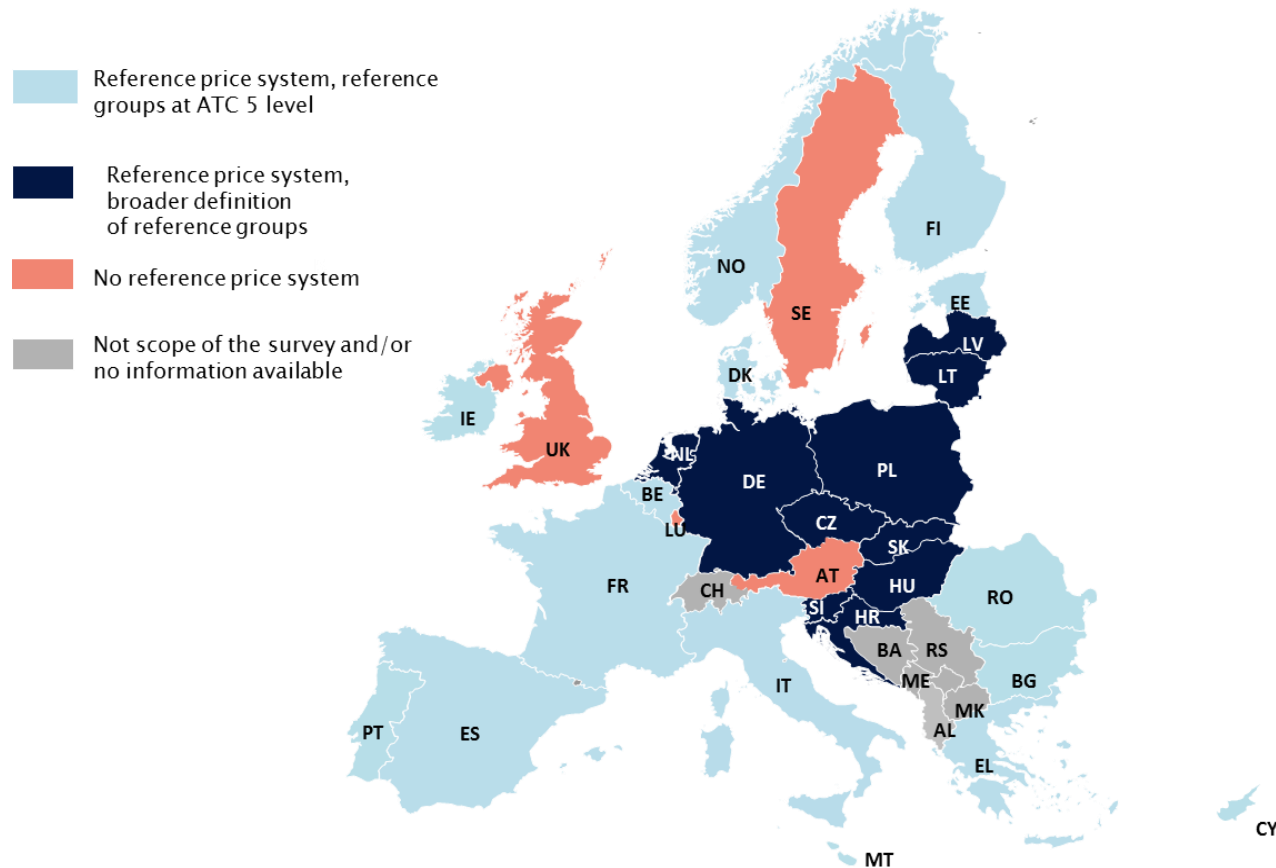 Reference price system, reference
groups at ATC 5 level
Reference price system,
broader definition
of reference groups
No reference price system
Not scope of the survey and/or
no information available
FI
NO
EE
SE
LV
LT
DK
IE
UK
NL
DE
PL
BE
CZ
LU
SK
AT
FR
CH
HU
RO
SI
HR
BA
RS
ME
BG
IT
MK
PT
ES
AL
EL
CY
MT